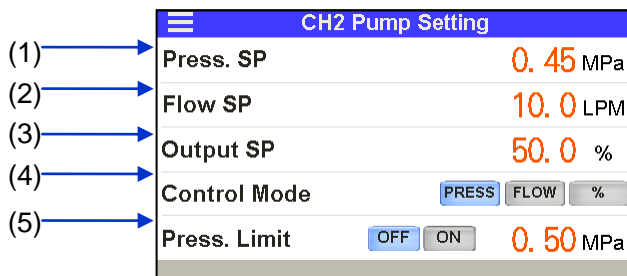 CH2 Pump Setting
(1) Press. SP 0.45 MPa
(2) Flow SP 10.0 LPM
(3) Output SP 50.0 %
(4) Control Mode PRESS FLOW %
(5) Press. Limit OFF ON 0.50 MPa